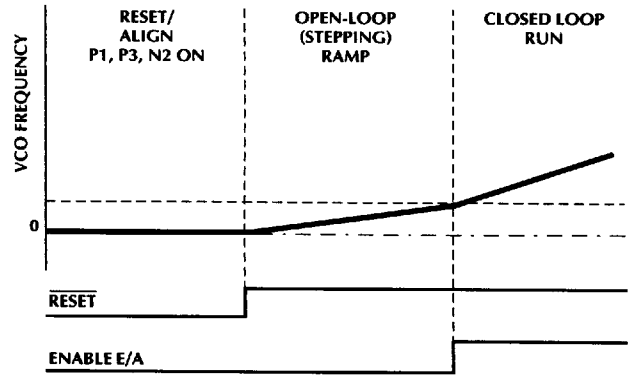 RESET/
ALIGN
P1, P3, N2 ON
OPEN-LOOP
(STEPPING)
RAMP
CLOSED LOOP
RUN
VCO FREQUENCY
0
RESET
ENABLE E/A